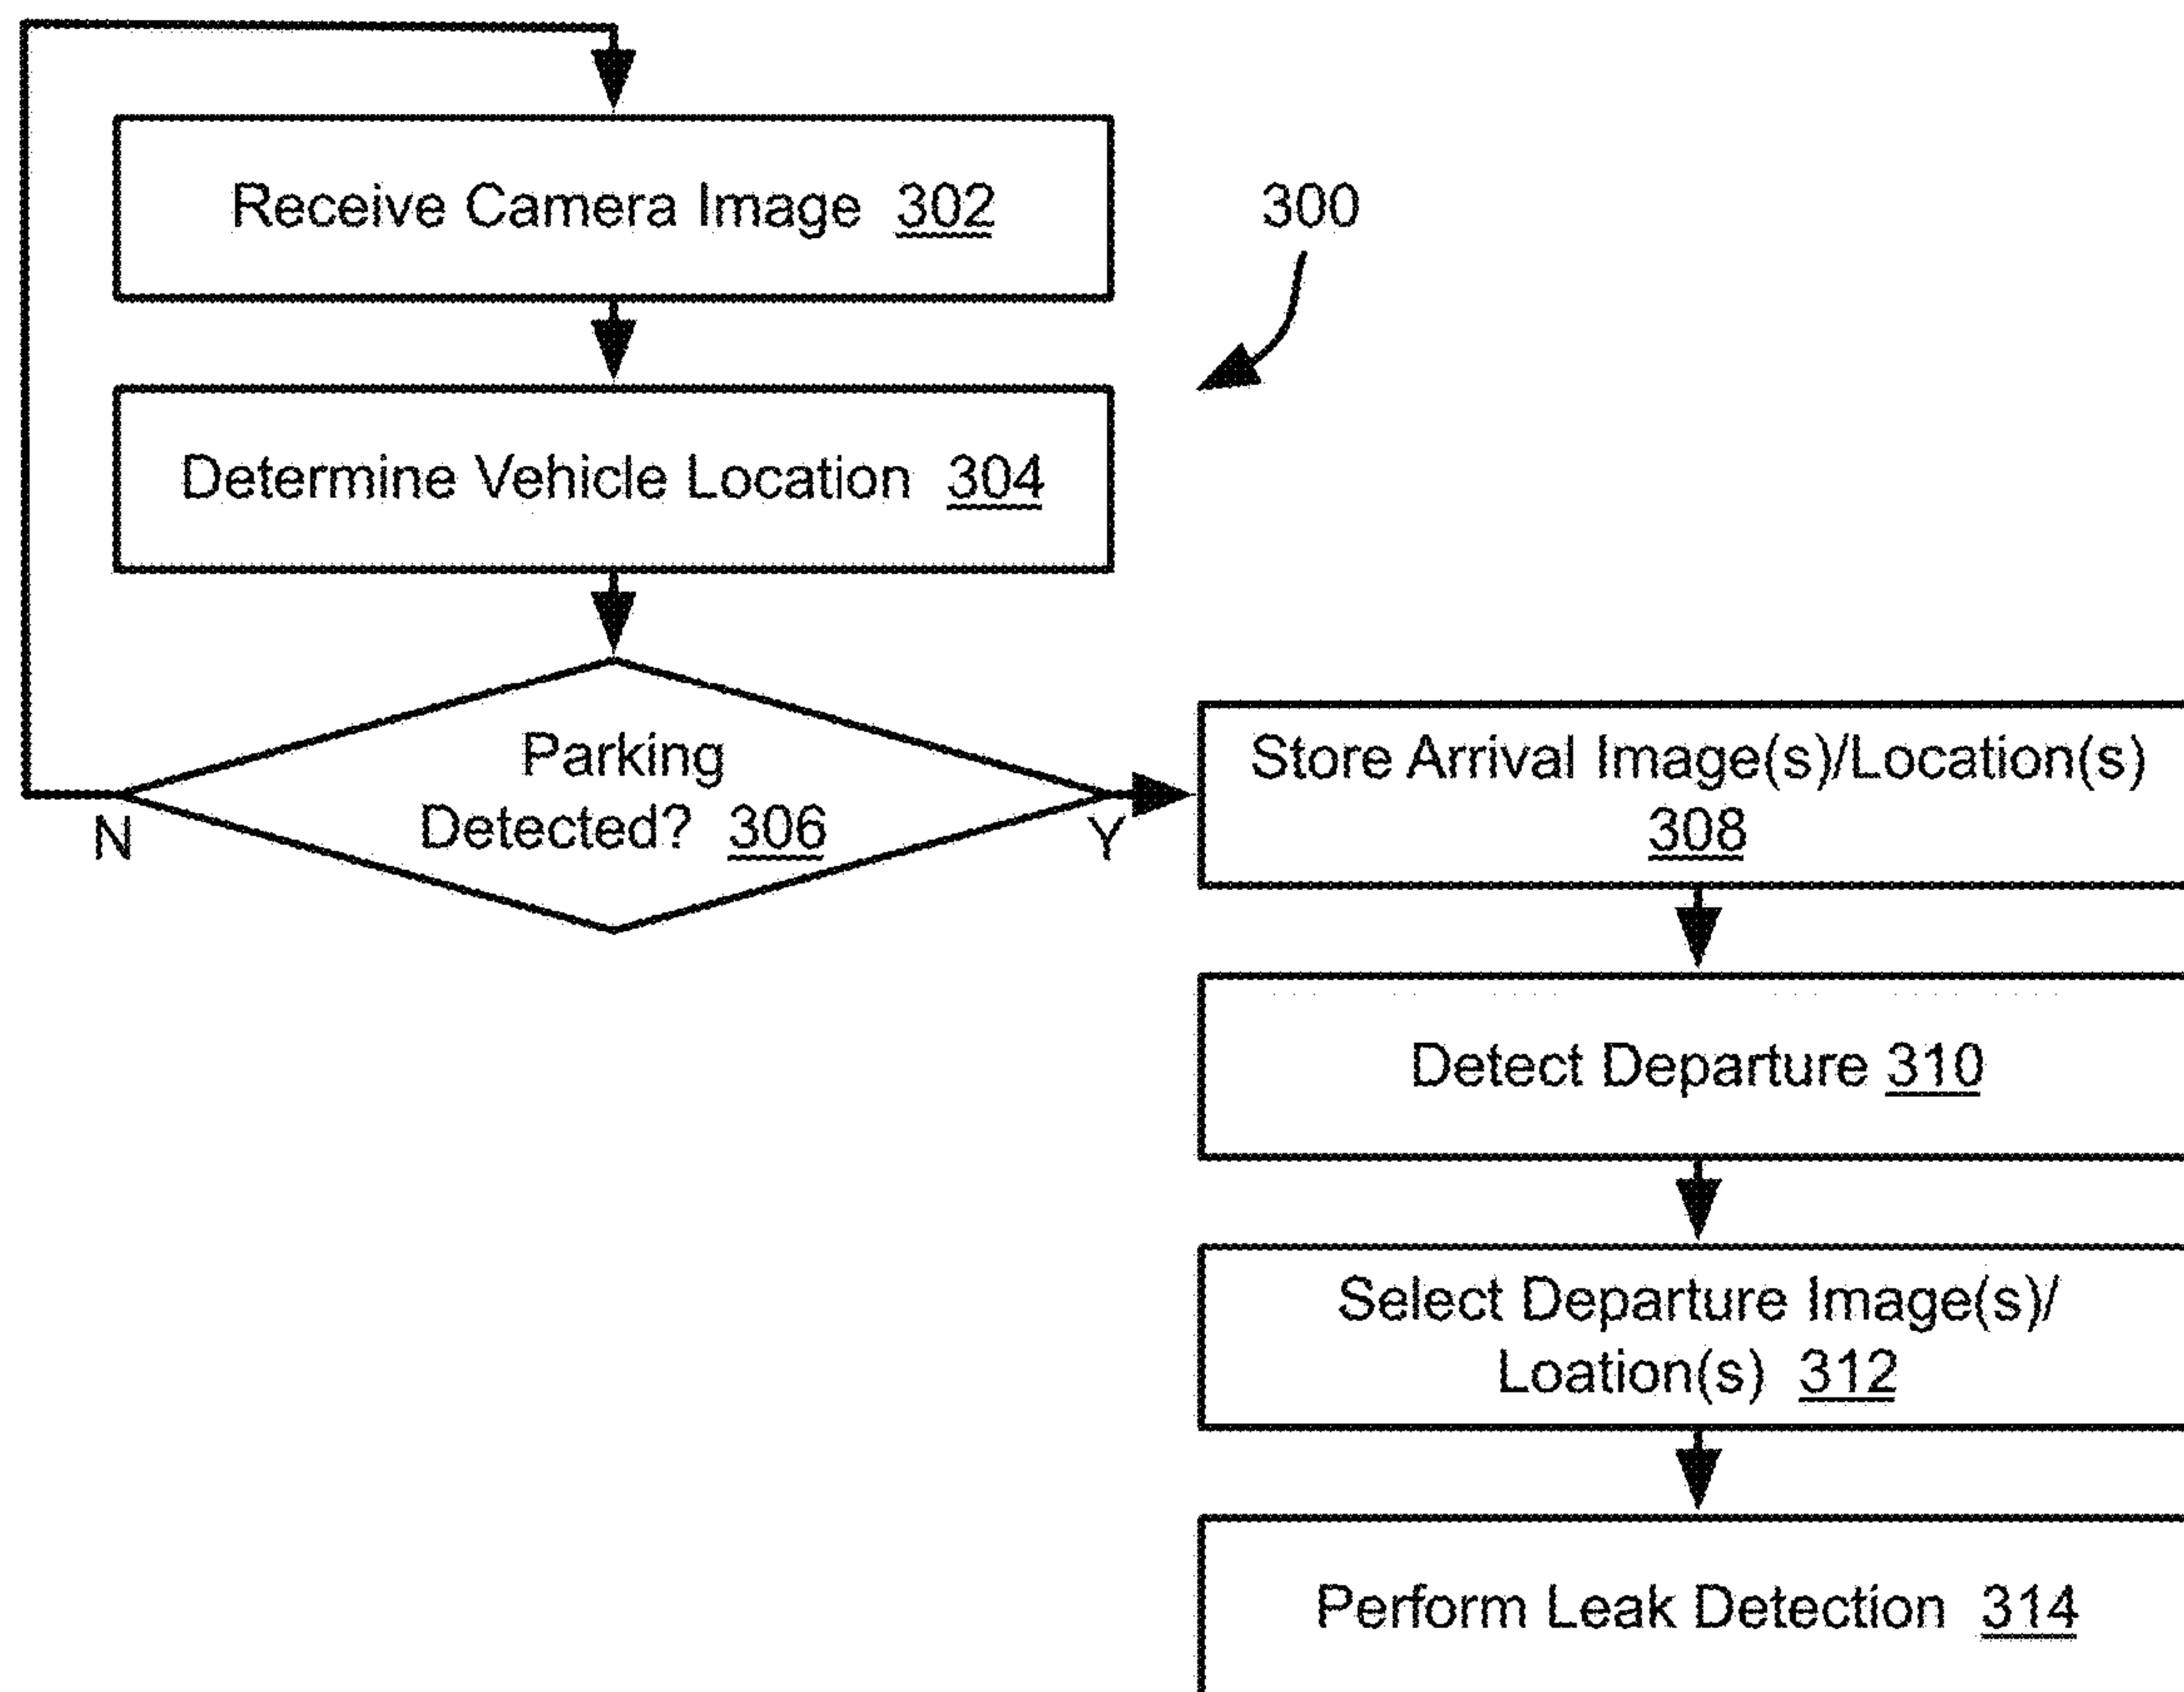 Receive Camera Image 302
300
Determine Vehicle Location 304
Parking
Detected? 306
N
Y
Store Arrival Image(s)/Location(s)
308
Detect Departure 310
Select Departure Image(s)/
Loation(s) 312
Perform Leak Detection 314